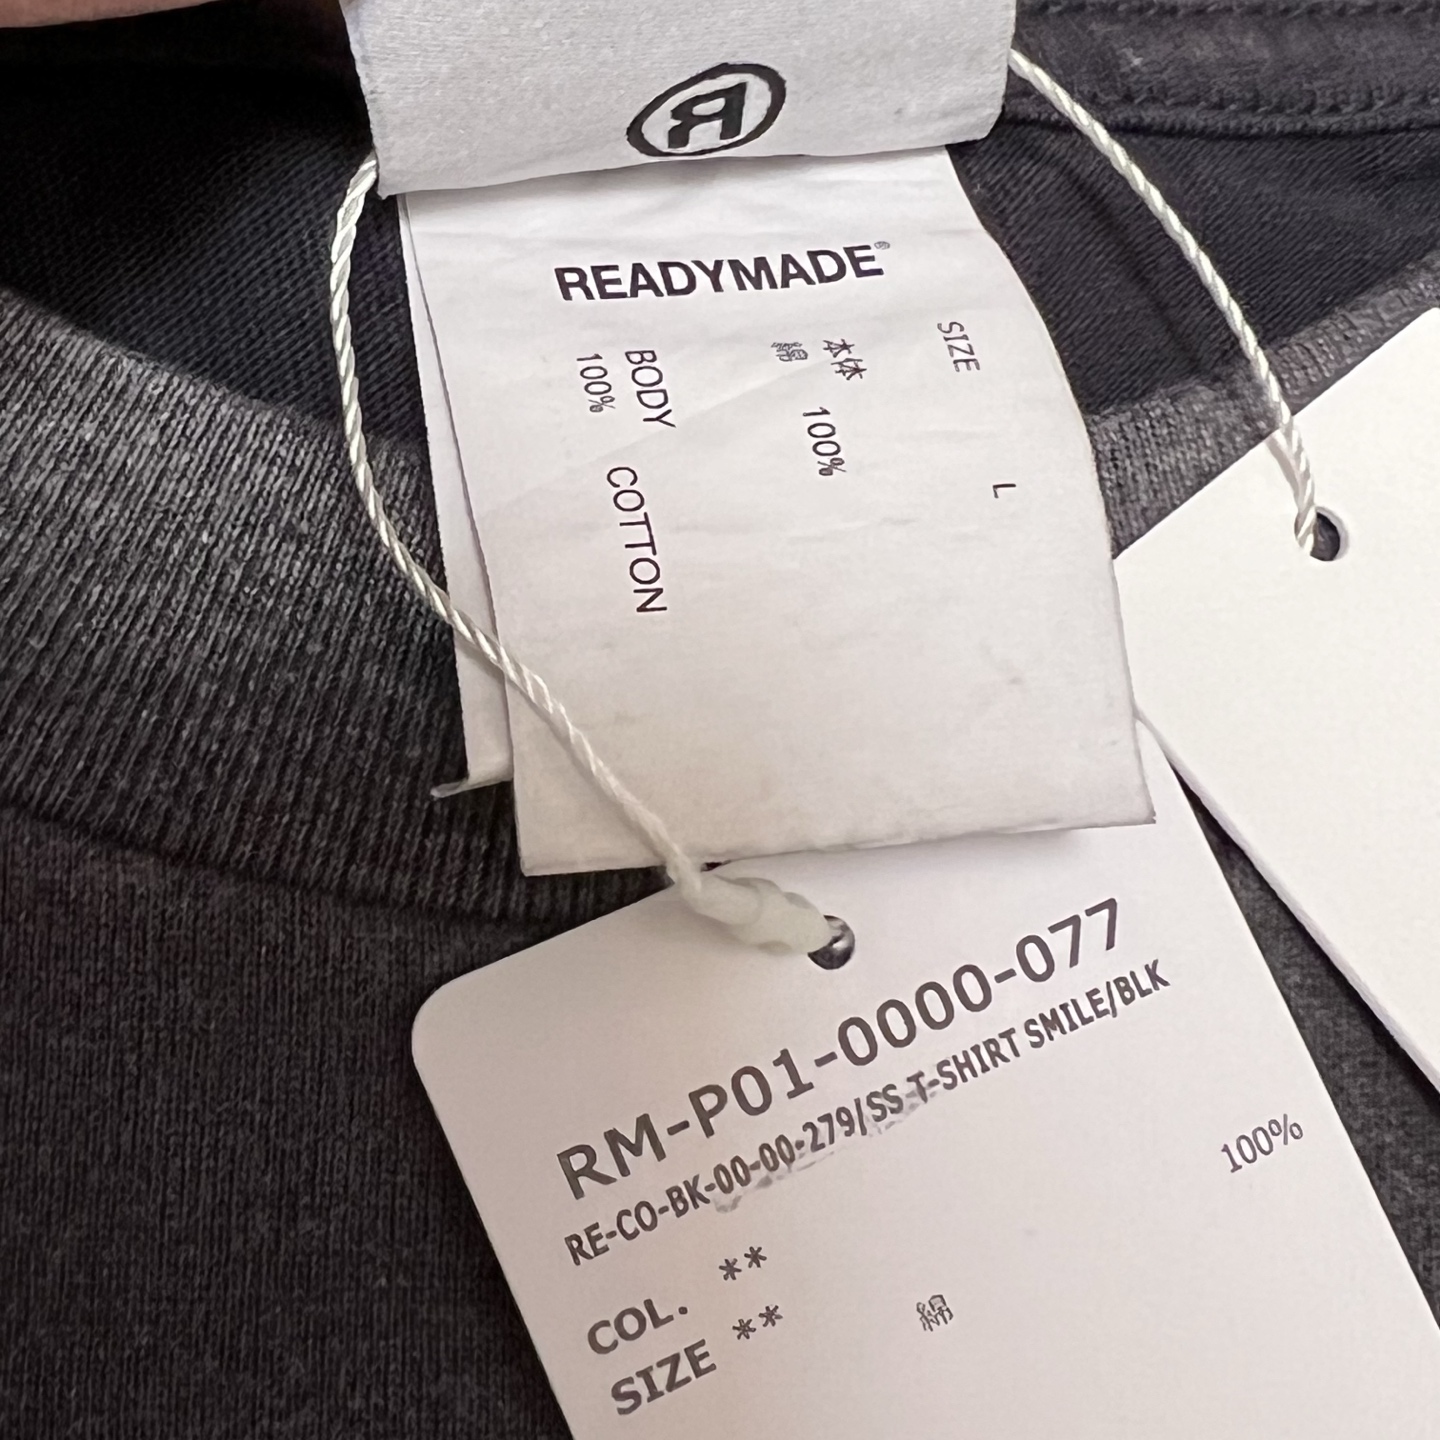 R
READYMADE®
SIZE L
本体 100%
綿
BODY COTTON
100%
RM-P01-0000-077
RE-CO-BK-00-00-279/SS T-SHIRT SMILE/BLK
100%
COL. **
SIZE ** 綿